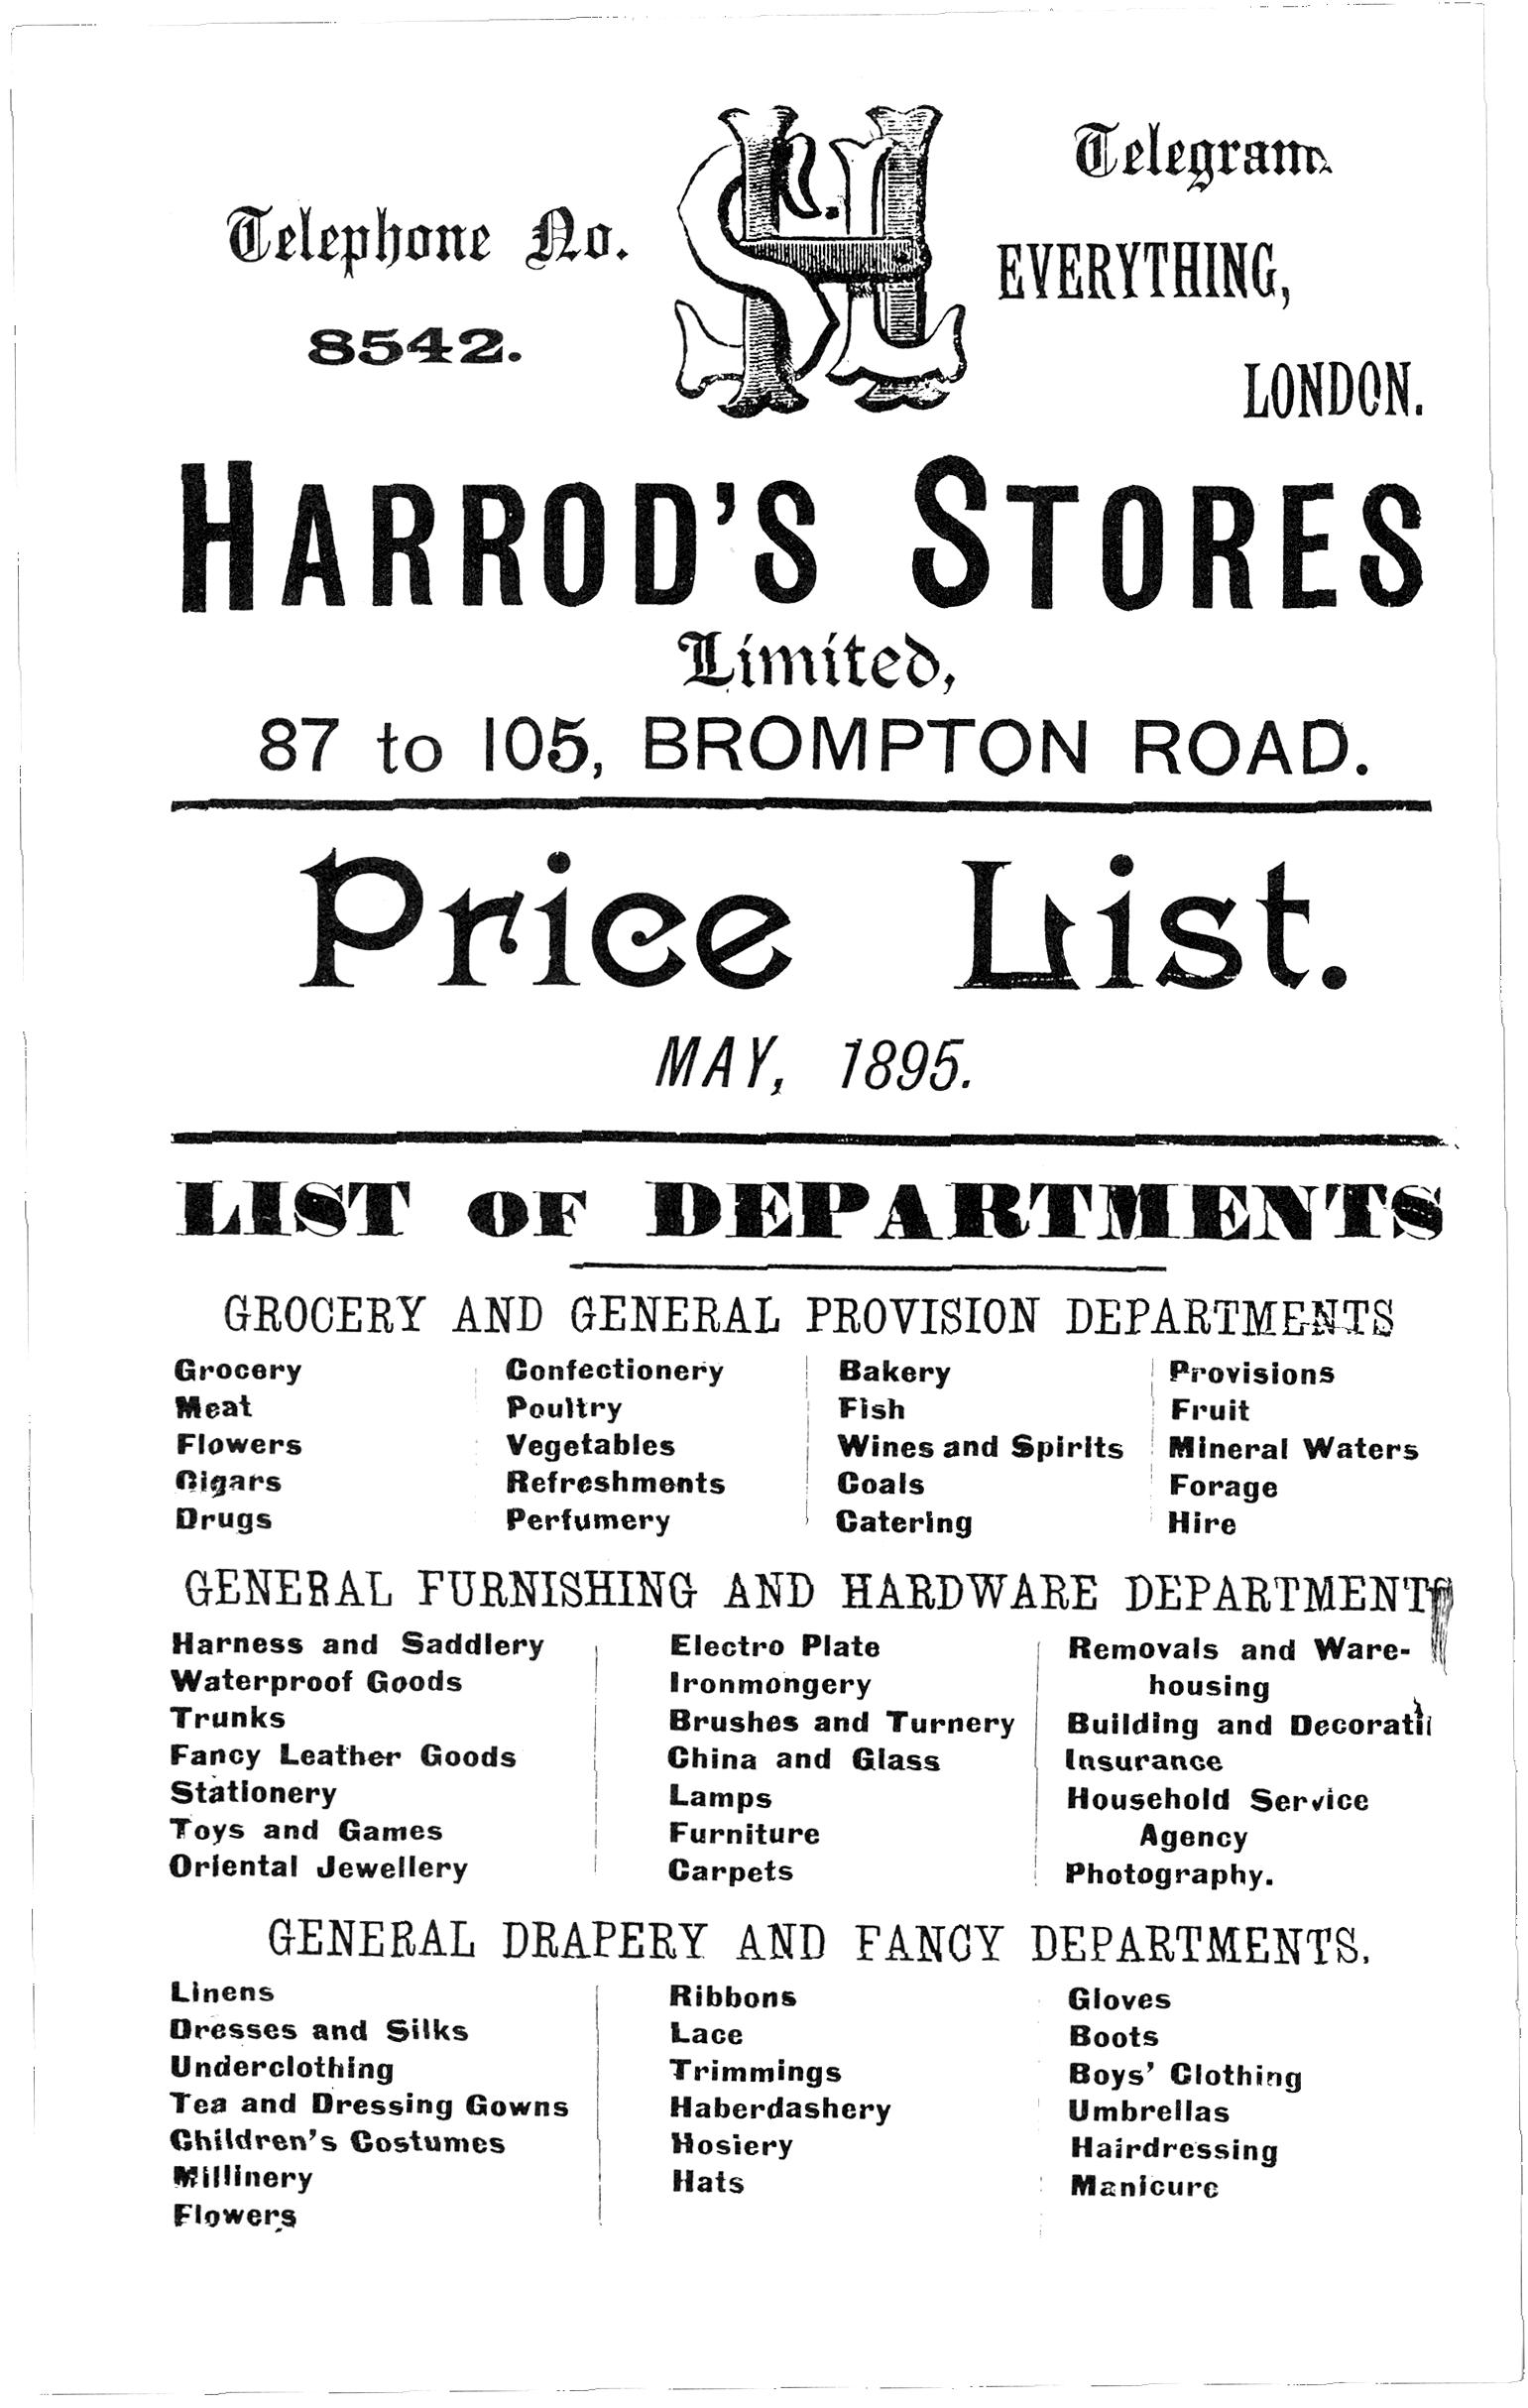 Telephone No.
8542.
SHL
Telegram
EVERYTHING,
LONDON.
HARROD'S STORES
Limited,
87 to 105, BROMPTON ROAD.
Price List.
MAY, 1895.
LIST OF DEPARTMENTS
GROCERY AND GENERAL PROVISION DEPARTMENTS
Grocery
Meat
Flowers
Cigars
Drugs
Confectionery
Poultry
Vegetables
Refreshments
Perfumery
Bakery
Fish
Wines and Spirits
Coals
Catering
Provisions
Fruit
Mineral Waters
Forage
Hire
GENERAL FURNISHING AND HARDWARE DEPARTMENTS
Harness and Saddlery
Waterproof Goods
Trunks
Fancy Leather Goods
Stationery
Toys and Games
Oriental Jewellery
Electro Plate
Ironmongery
Brushes and Turnery
China and Glass
Lamps
Furniture
Carpets
Removals and Ware-
housing
Building and
Insurance
Household Service
Agency
Photography.
GENERAL DRAPERY AND FANCY DEPARTMENTS.
Linens
Dresses and Silks
Underclothing
Tea and Dressing Gowns
Children's Costumes
Millinery
Flowers
Ribbons
Lace
Trimmings
Haberdashery
Hosiery
Hats
Gloves
Boots
Boys' Clothing
Umbrellas
Hairdressing
Manicure